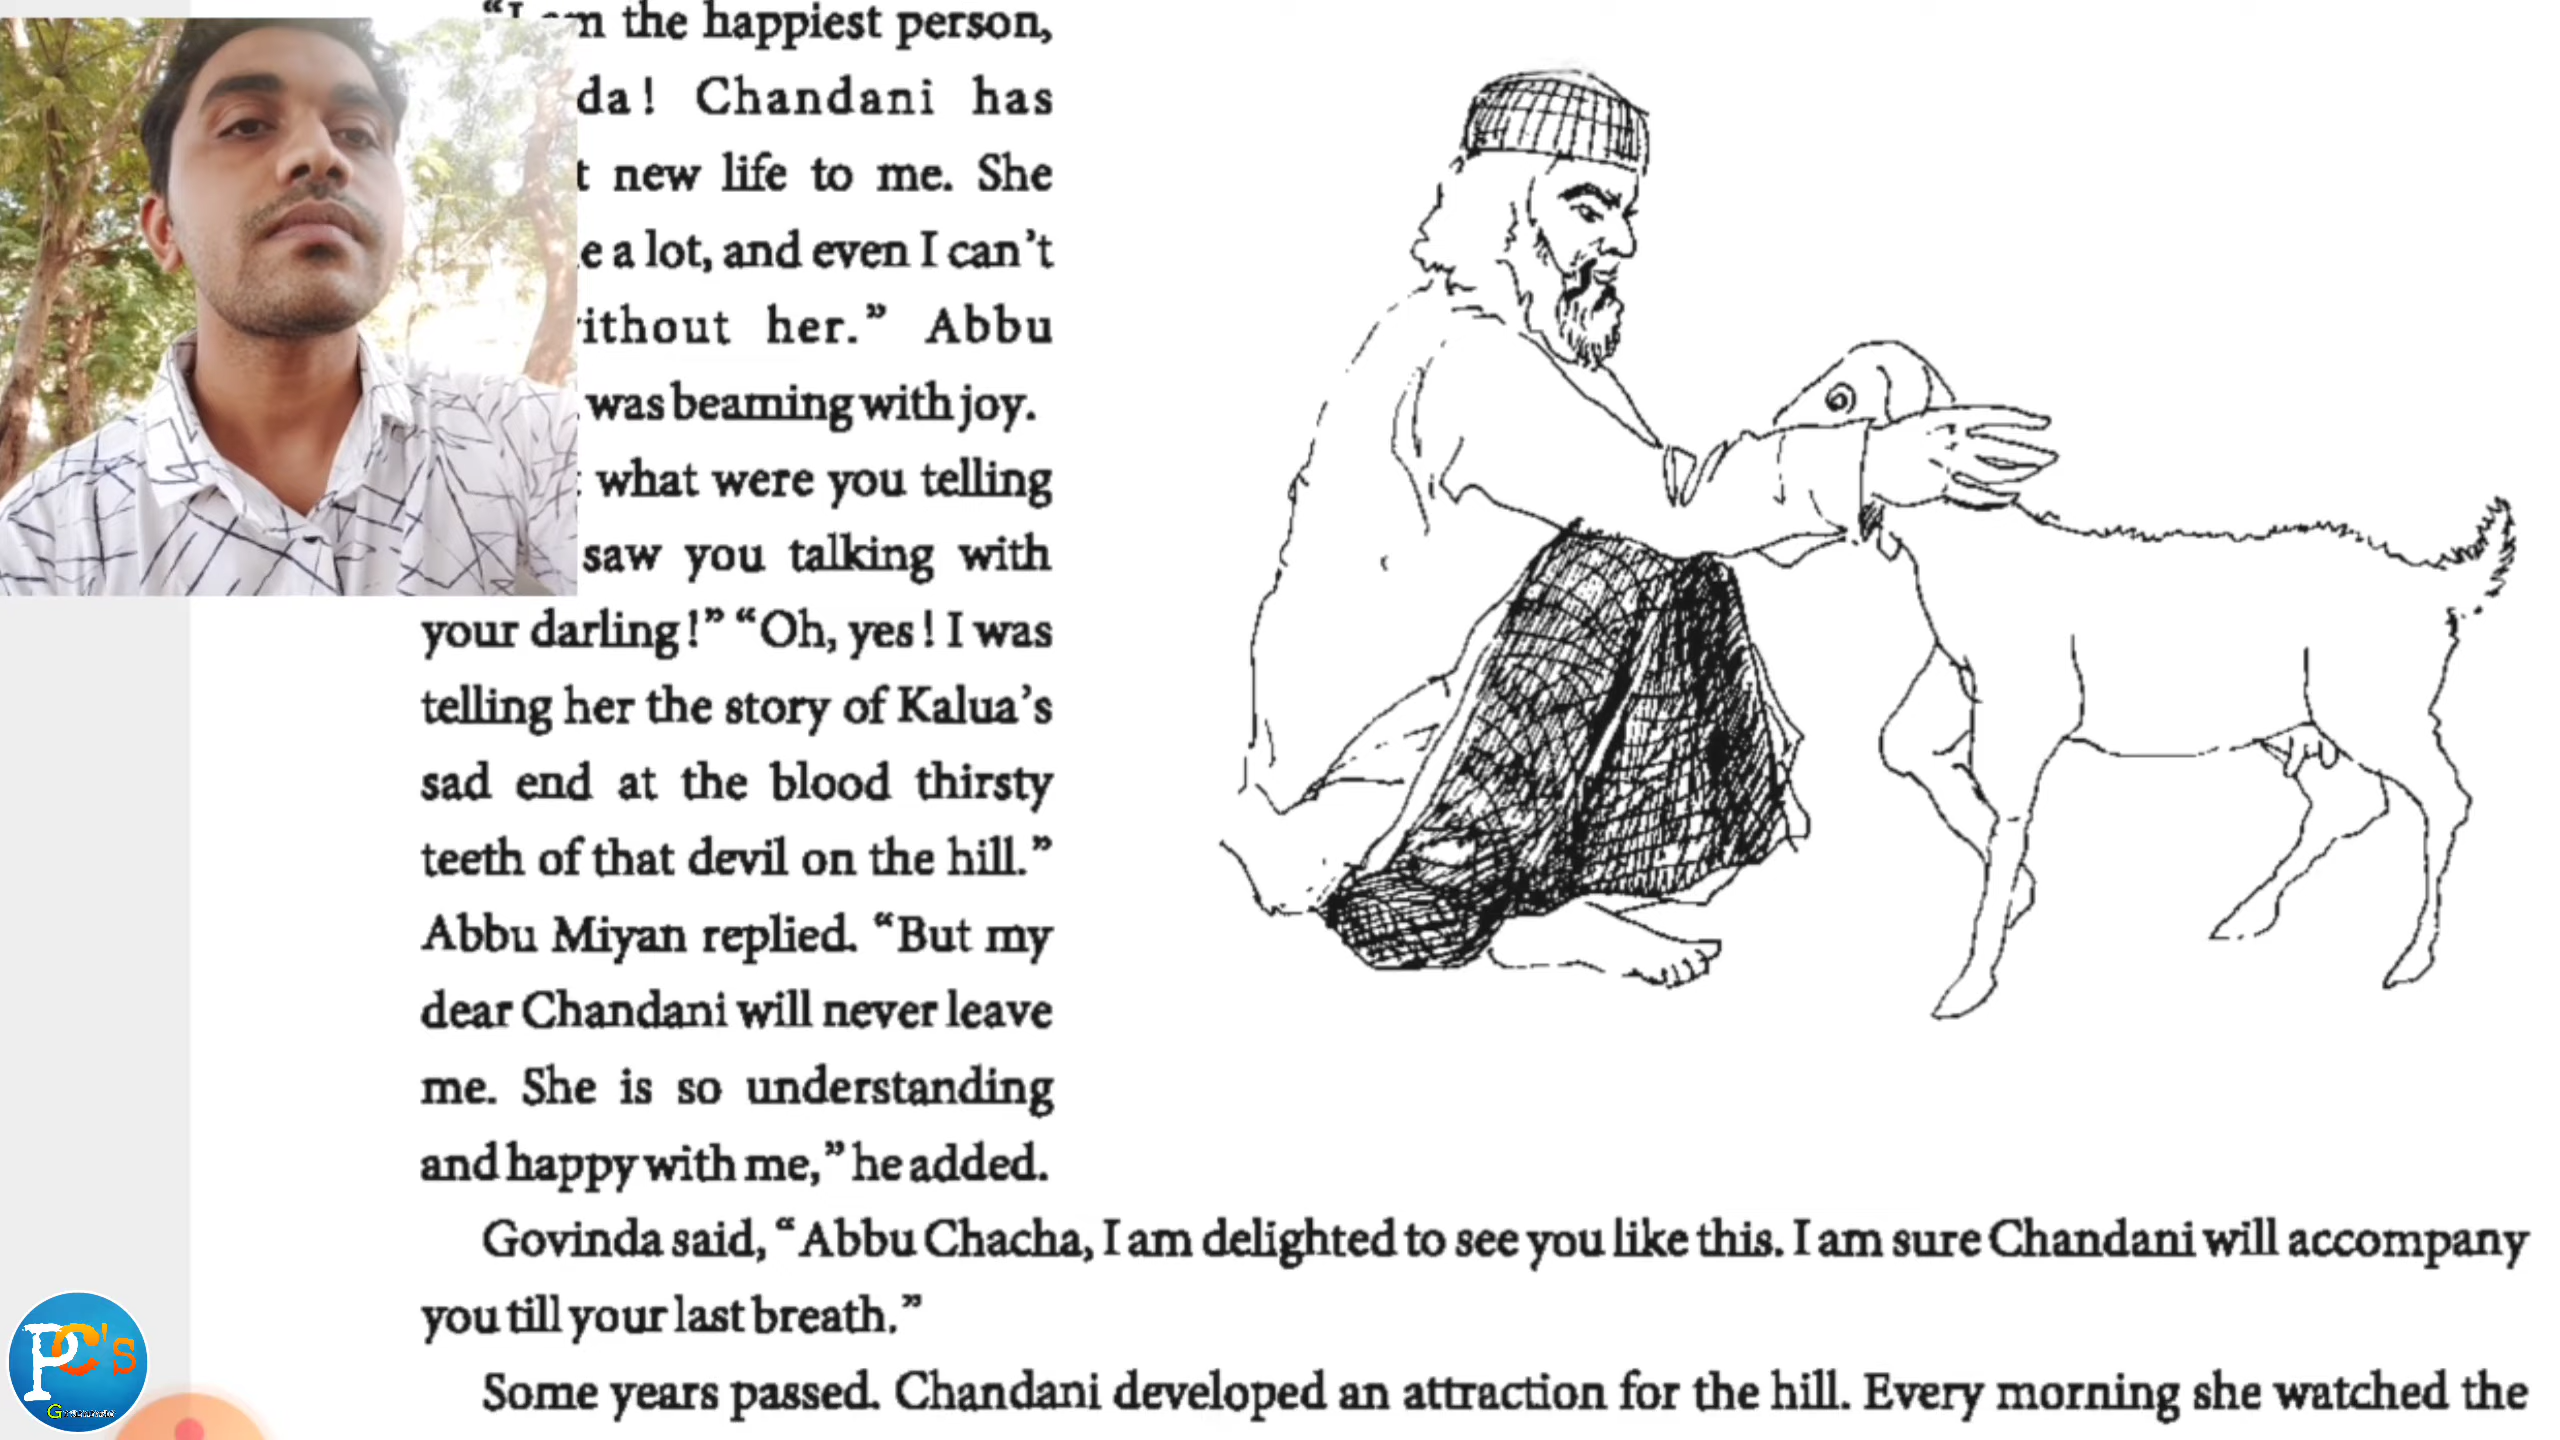 the happiest person,
da! Chandani has
new life to me. She
a lot, and even I can't
her." Abbu
was beaming with joy.
what were you telling
saw you talking with
your darling!" "Oh, yes! I was
telling her the story of Kalua's
sad end at the blood thirsty
teeth of that devil on the hill."
Abbu Miyan replied. "But my
dear Chandani will never leave
me. She is so understanding
and happy with me," he added.
Govinda said, "Abbu Chacha, I am delighted to see you like this. I am sure Chandani will accompany
you till your last breath."
Some years passed. Chandani developed an attraction for the hill. Every morning she watched the
PC's